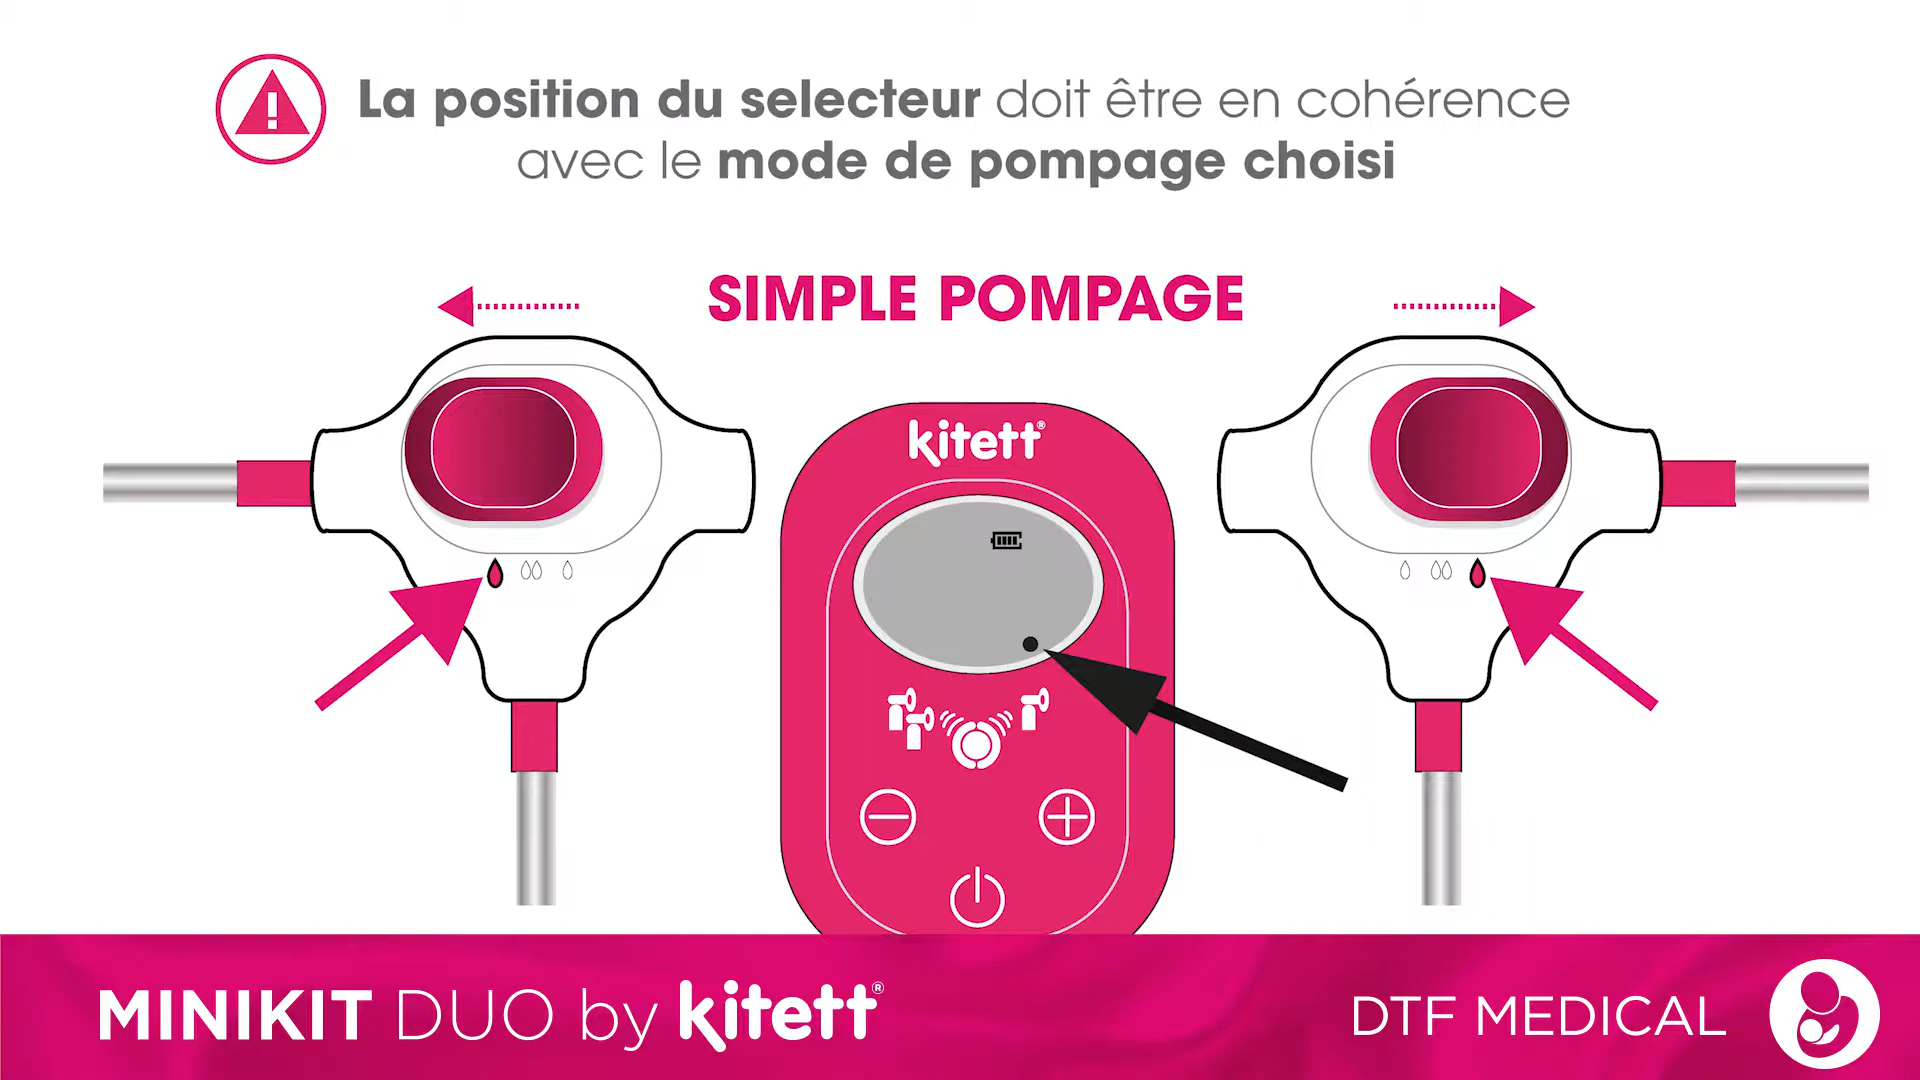 La position du selecteur doit être en cohérence
avec le mode de pompage choisi
SIMPLE POMPAGE
kitett®
MINIKIT DUO by kitett®
DTF MEDICAL